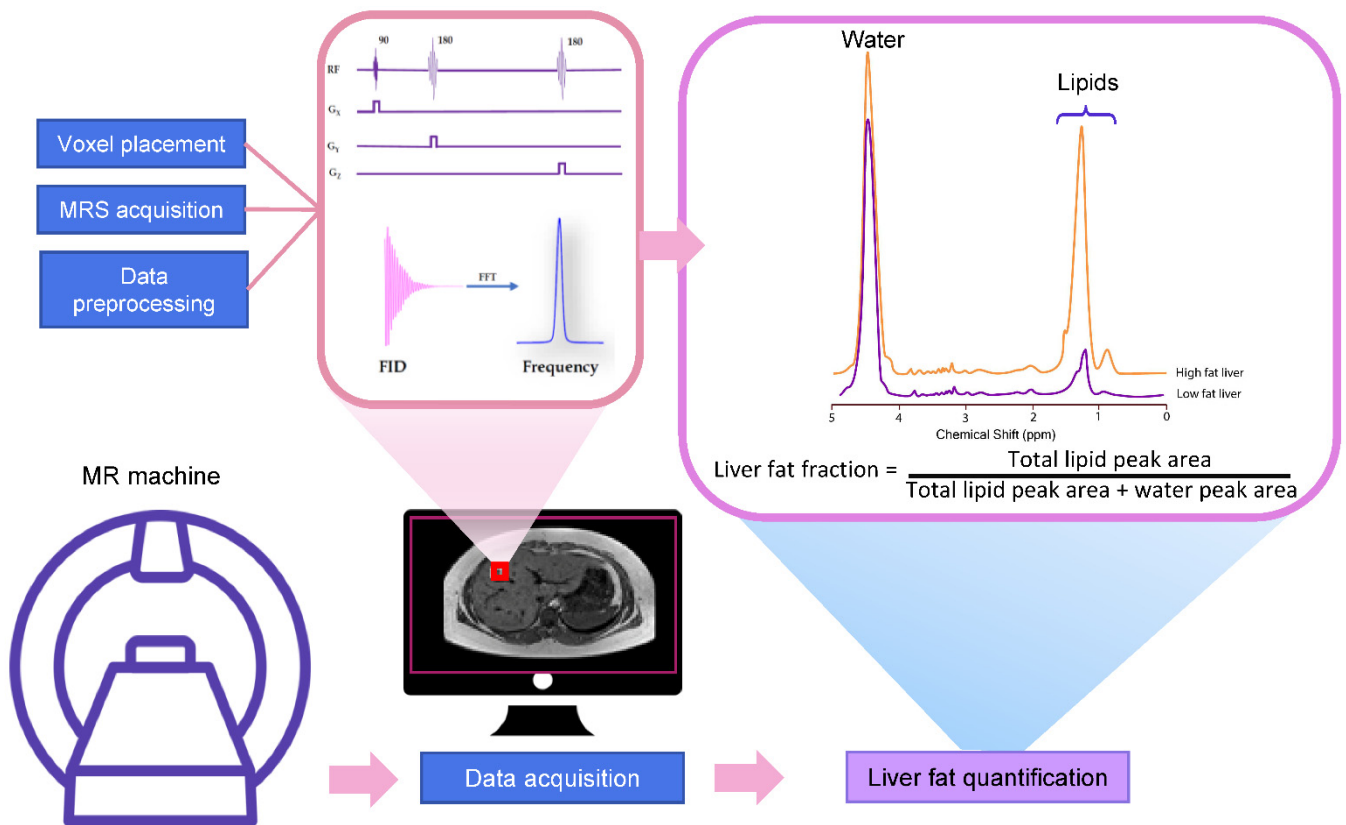 Voxel placement
MRS acquisition
Data
preprocessing
90
180
180
RF
GX
GY
GZ
FFT
FID
Frequency
Water
Lipids
High fat liver
Low fat liver
5 4 3 2 1 0
Chemical Shift (ppm)
Liver fat fraction =
Total lipid peak area
Total lipid peak area + water peak area
MR machine
Data acquisition
Liver fat quantification